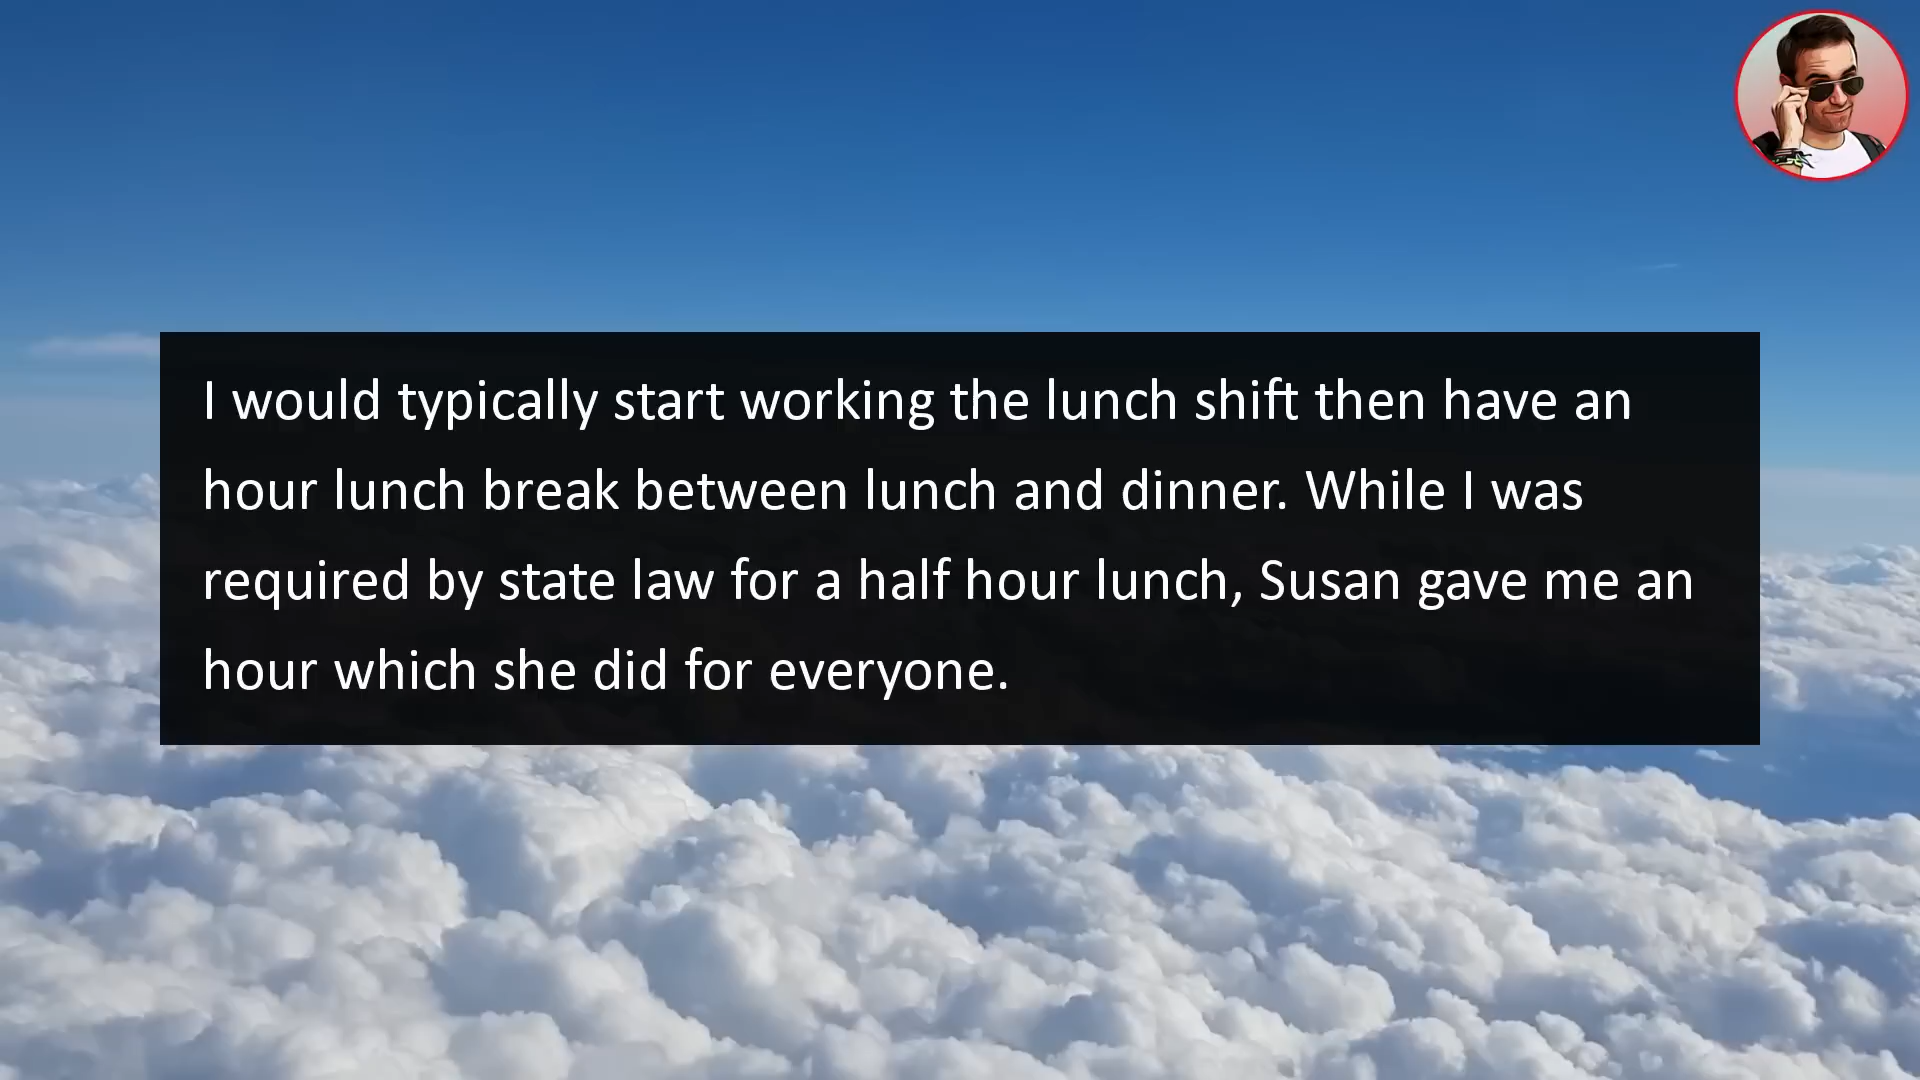 I would typically start working the lunch shift then have an
hour lunch break between lunch and dinner. While I was
required by state law for a half hour lunch, Susan gave me an
hour which she did for everyone.